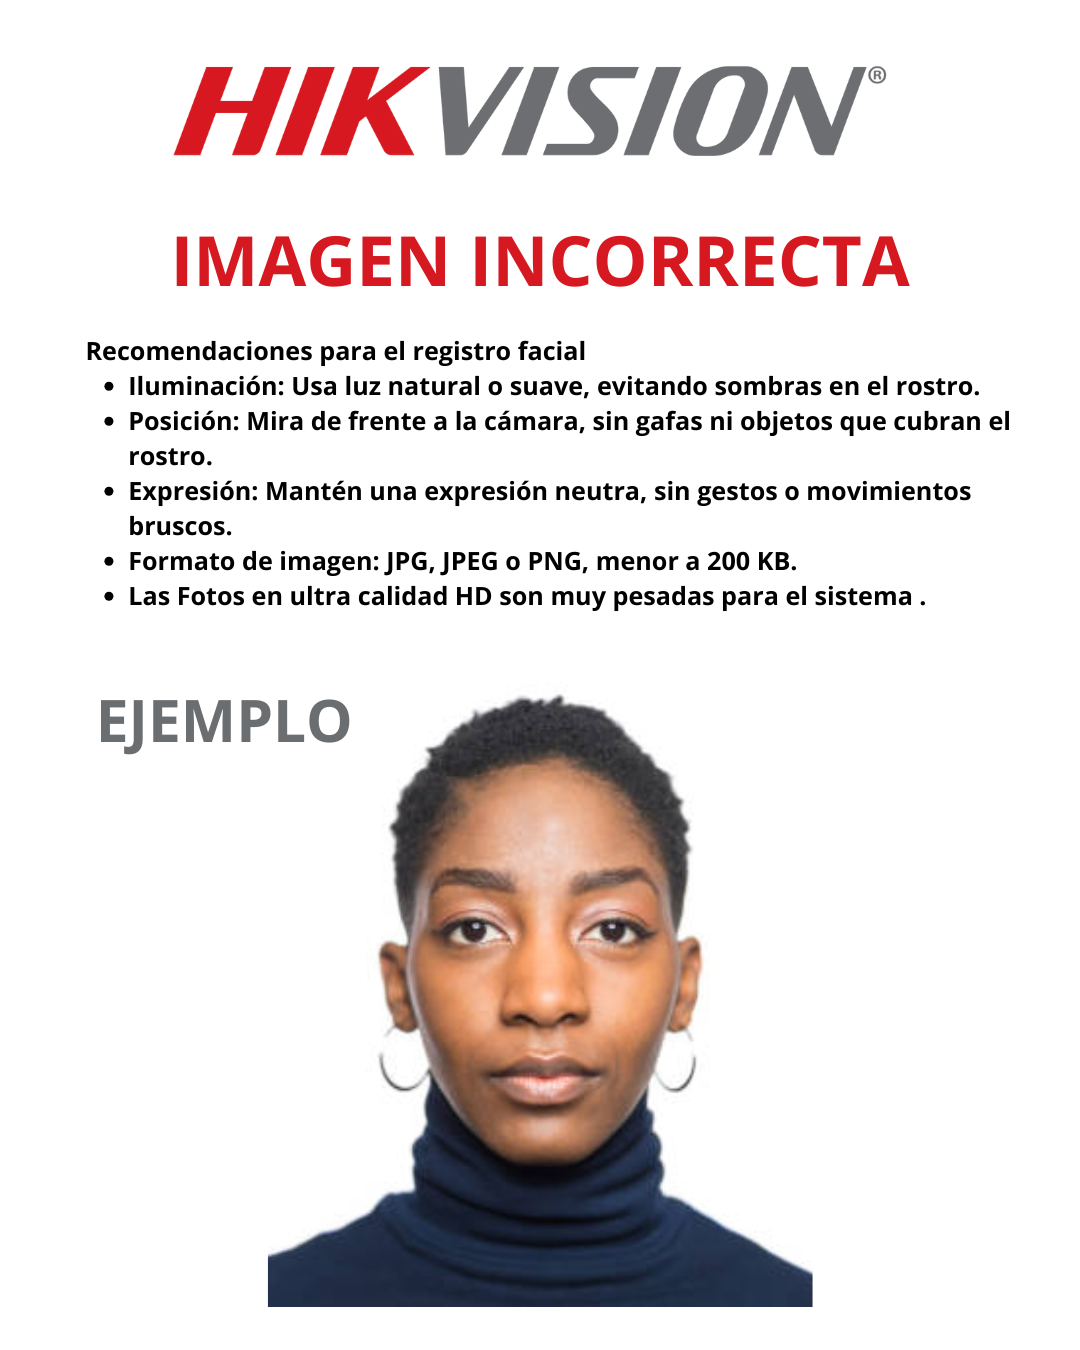 HIKVISION®
IMAGEN INCORRECTA
Recomendaciones para el registro facial
• Iluminación: Usa luz natural o suave, evitando sombras en el rostro.
• Posición: Mira de frente a la cámara, sin gafas ni objetos que cubran el
rostro.
• Expresión: Mantén una expresión neutra, sin gestos o movimientos
bruscos.
• Formato de imagen: JPG, JPEG o PNG, menor a 200 KB.
• Las Fotos en ultra calidad HD son muy pesadas para el sistema .
EJEMPLO